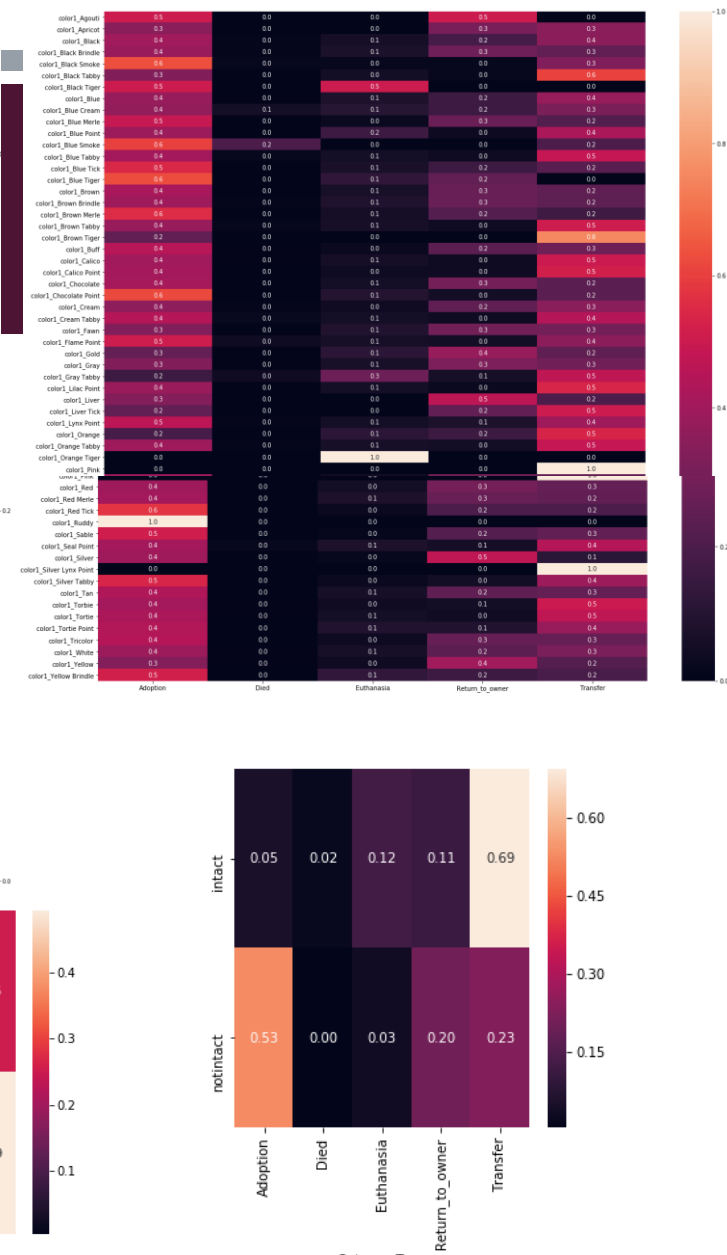 color1_Agouti 0.5 0.0 0.0 0.5 0.0 1.0
color1_Apricot 0.3 0.0 0.0 0.3 0.3
color1_Black 0.4 0.0 0.1 0.2 0.4
color1_Black Brindle 0.4 0.0 0.1 0.3 0.3
color1_Black Smoke 0.6 0.0 0.0 0.0 0.3
color1_Black Tabby 0.3 0.0 0.0 0.0 0.6
color1_Black Tiger 0.5 0.0 0.5 0.0 0.0
color1_Blue 0.4 0.0 0.1 0.2 0.4
color1_Blue Cream 0.4 0.1 0.1 0.2 0.3
color1_Blue Merle 0.5 0.0 0.0 0.3 0.2
color1_Blue Point 0.4 0.0 0.2 0.0 0.4
color1_Blue Smoke 0.6 0.2 0.0 0.0 0.2 0.8
color1_Blue Tabby 0.4 0.0 0.1 0.0 0.5
color1_Blue Tick 0.5 0.0 0.1 0.2 0.2
color1_Blue Tiger 0.6 0.0 0.1 0.2 0.0
color1_Brown 0.4 0.0 0.1 0.3 0.2
color1_Brown Brindle 0.4 0.0 0.1 0.3 0.2
color1_Brown Merle 0.6 0.0 0.1 0.2 0.2
color1_Brown Tabby 0.4 0.0 0.1 0.0 0.5
color1_Brown Tiger 0.2 0.0 0.0 0.0 0.8
color1_Buff 0.4 0.0 0.0 0.2 0.3
color1_Calico 0.4 0.0 0.1 0.0 0.5
color1_Calico Point 0.4 0.0 0.1 0.0 0.5
color1_Chocolate 0.4 0.0 0.1 0.3 0.2 0.6
color1_Chocolate Point 0.6 0.0 0.1 0.0 0.2
color1_Cream 0.4 0.0 0.0 0.2 0.3
color1_Cream Tabby 0.4 0.0 0.1 0.0 0.4
color1_Fawn 0.3 0.0 0.1 0.3 0.3
color1_Flame Point 0.5 0.0 0.1 0.0 0.4
color1_Gold 0.3 0.0 0.0 0.4 0.2
color1_Gray 0.3 0.0 0.0 0.3 0.3
color1_Gray Tabby 0.2 0.0 0.3 0.1 0.5
color1_Lilac Point 0.4 0.0 0.1 0.0 0.5
color1_Liver 0.3 0.0 0.0 0.5 0.2
color1_Liver Tick 0.2 0.0 0.0 0.2 0.5 0.4
color1_Lynx Point 0.5 0.0 0.1 0.1 0.4
color1_Orange 0.2 0.0 0.1 0.2 0.5
color1_Orange Tabby 0.4 0.0 0.1 0.0 0.5
color1_Orange Tiger 0.0 0.0 1.0 0.0 0.0
color1_Pink 0.0 0.0 0.0 0.0 1.0
color1_Red 0.4 0.0 0.0 0.3 0.3
color1_Red Merle 0.4 0.0 0.1 0.3 0.2
0.2 color1_Red Tick 0.6 0.0 0.0 0.2 0.2
color1_Ruddy 1.0 0.0 0.0 0.0 0.0
color1_Sable 0.5 0.0 0.0 0.2 0.3
color1_Seal Point 0.4 0.0 0.1 0.1 0.4
color1_Silver 0.4 0.0 0.0 0.5 0.1
color1_Silver Lynx Point 0.0 0.0 0.0 0.0 1.0
color1_Silver Tabby 0.5 0.0 0.0 0.0 0.4
color1_Tan 0.4 0.0 0.1 0.2 0.3
color1_Torbie 0.4 0.0 0.0 0.1 0.5
color1_Tortie 0.4 0.0 0.1 0.0 0.5
color1_Tortie Point 0.4 0.0 0.1 0.1 0.4
color1_Tricolor 0.4 0.0 0.0 0.3 0.3
color1_White 0.4 0.0 0.1 0.2 0.3
color1_Yellow 0.3 0.0 0.0 0.4 0.2
color1_Yellow Brindle 0.5 0.0 0.1 0.2 0.2
Adoption Died Euthanasia Return_to_owner Transfer
0.60
intact 0.05 0.02 0.12 0.11 0.69
0.0
0.45
0.4 0.30
0.3 notintact 0.53 0.00 0.03 0.20 0.23
0.15
0.2
0.1
Adoption Died Euthanasia Return_to_owner Transfer